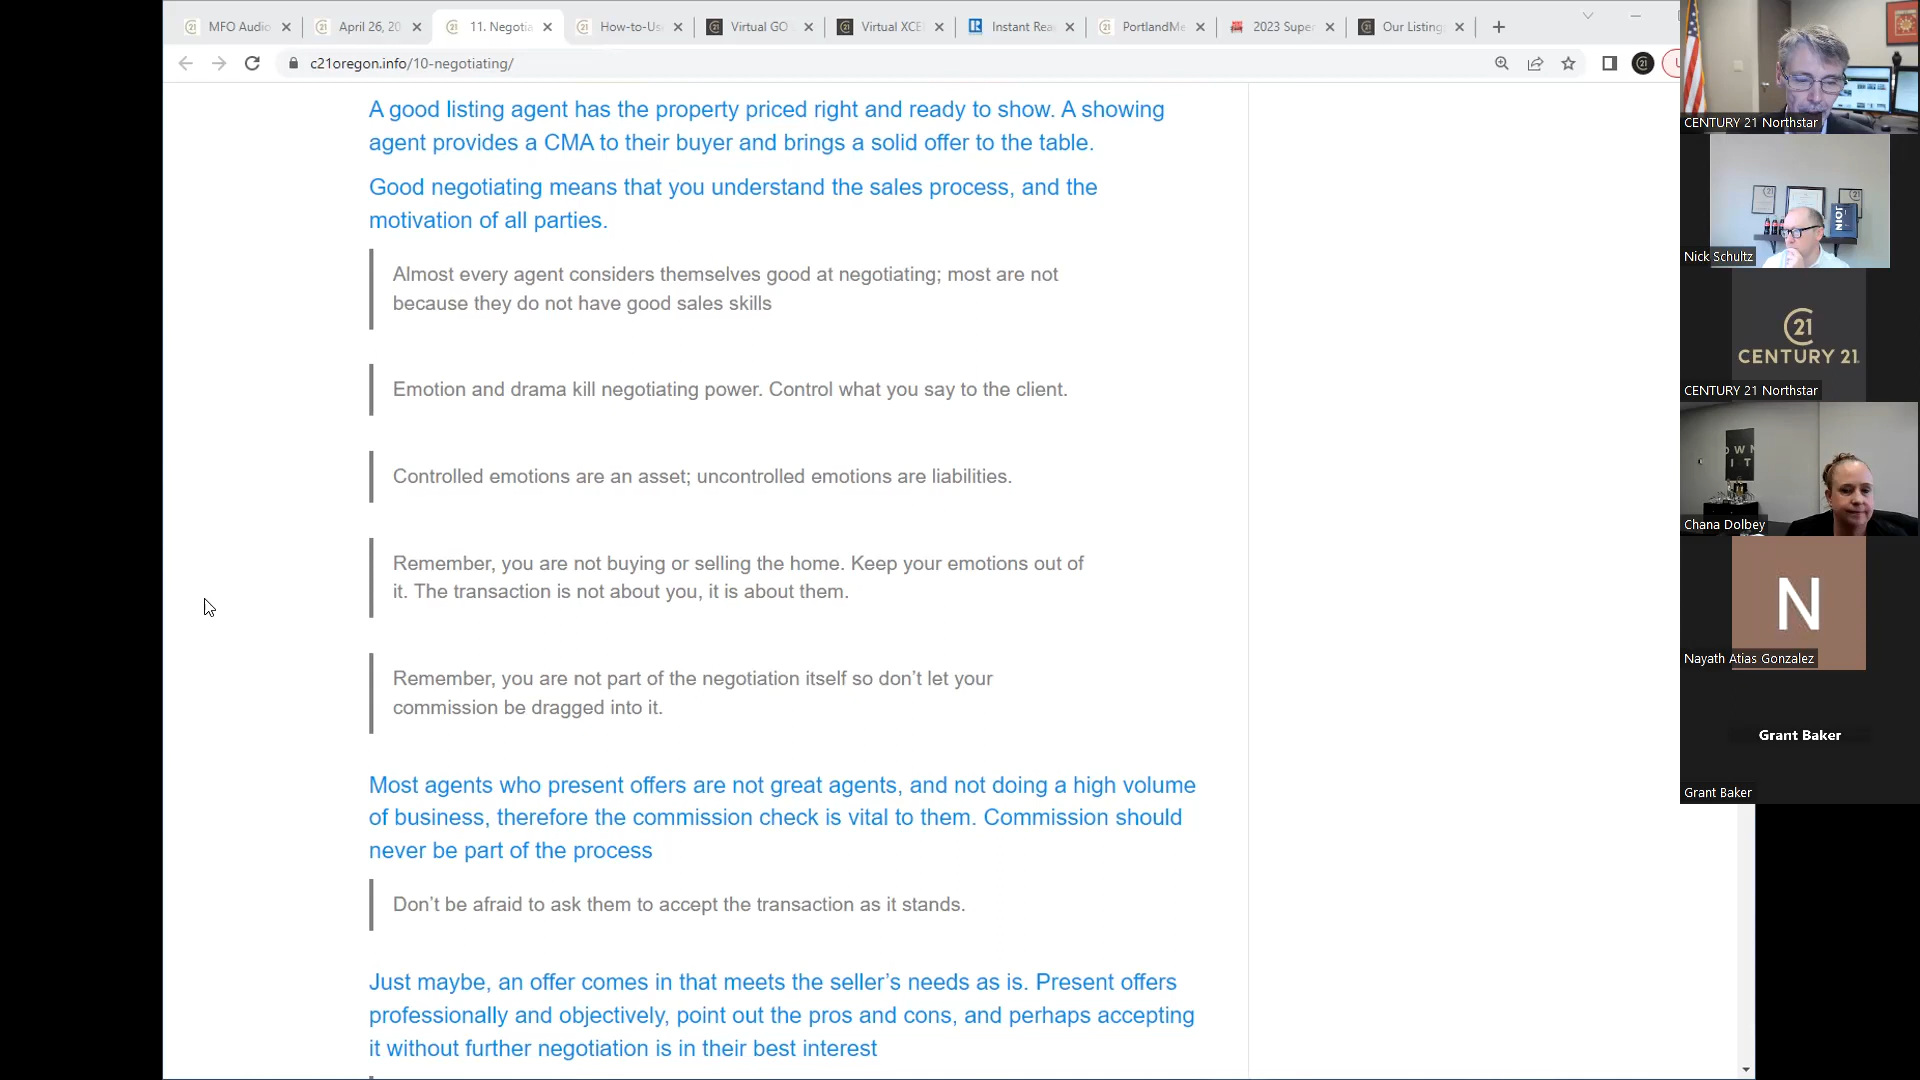 MFO Audio
April 26, 20
11. Negotia
How-to-Us
Virtual GO
Virtual XCE
Instant Rea
PortlandMe
2023 Super
Our Listing
c21oregon.info/10-negotiating/
A good listing agent has the property priced right and ready to show. A showing
agent provides a CMA to their buyer and brings a solid offer to the table.
Good negotiating means that you understand the sales process, and the
motivation of all parties.
Almost every agent considers themselves good at negotiating; most are not
because they do not have good sales skills
Emotion and drama kill negotiating power. Control what you say to the client.
Controlled emotions are an asset; uncontrolled emotions are liabilities.
Remember, you are not buying or selling the home. Keep your emotions out of
it. The transaction is not about you, it is about them.
Remember, you are not part of the negotiation itself so don’t let your
commission be dragged into it.
Most agents who present offers are not great agents, and not doing a high volume
of business, therefore the commission check is vital to them. Commission should
never be part of the process
Don’t be afraid to ask them to accept the transaction as it stands.
Just maybe, an offer comes in that meets the seller’s needs as is. Present offers
professionally and objectively, point out the pros and cons, and perhaps accepting
it without further negotiation is in their best interest
CENTURY 21 Northstar
JOIN
Nick Schultz
21
CENTURY 21
CENTURY 21 Northstar
OWN
IT
Chana Dolbey
N
Nayath Atias Gonzalez
Grant Baker
Grant Baker